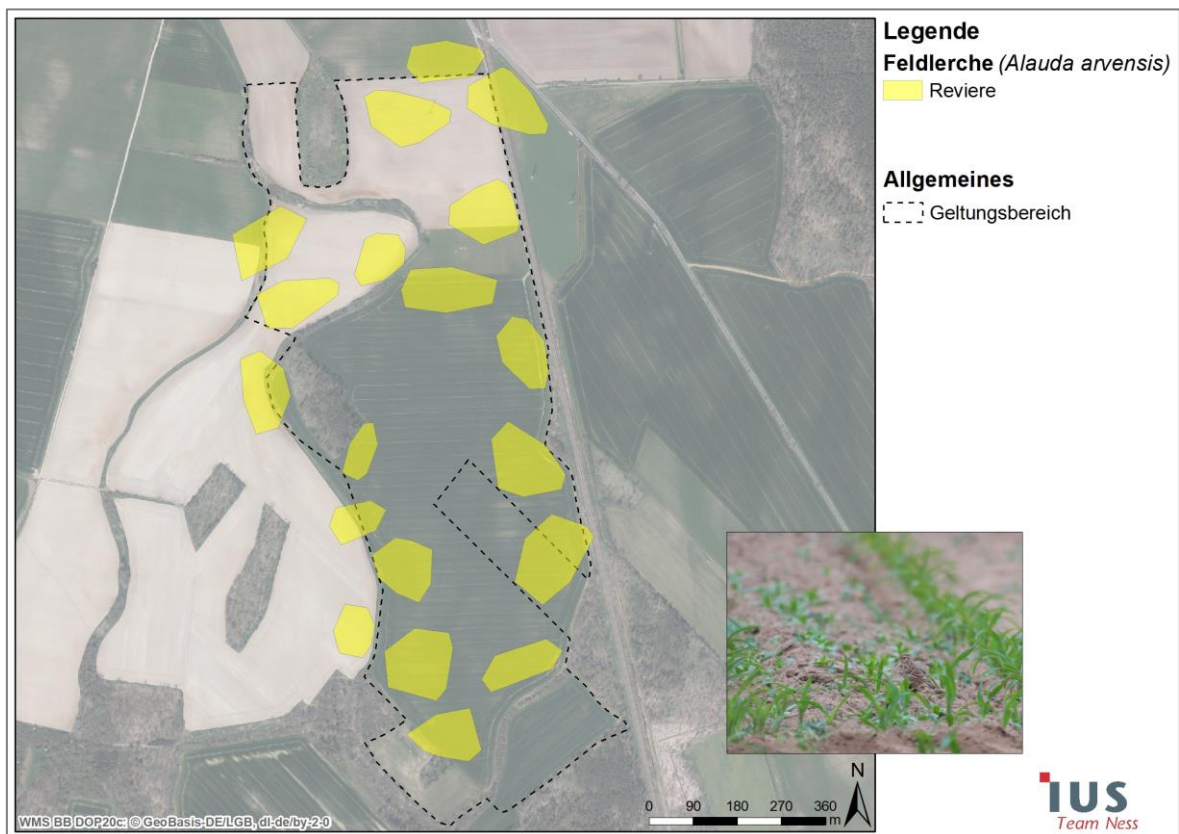 Legende
Feldlerche (Alauda arvensis)
Reviere
Allgemeines
Geltungsbereich
N
0 90 180 270 360
m
WMS BB DOP20c: © GeoBasis-DE/LGB, dl-de/by-2-0
IUS
Team Ness